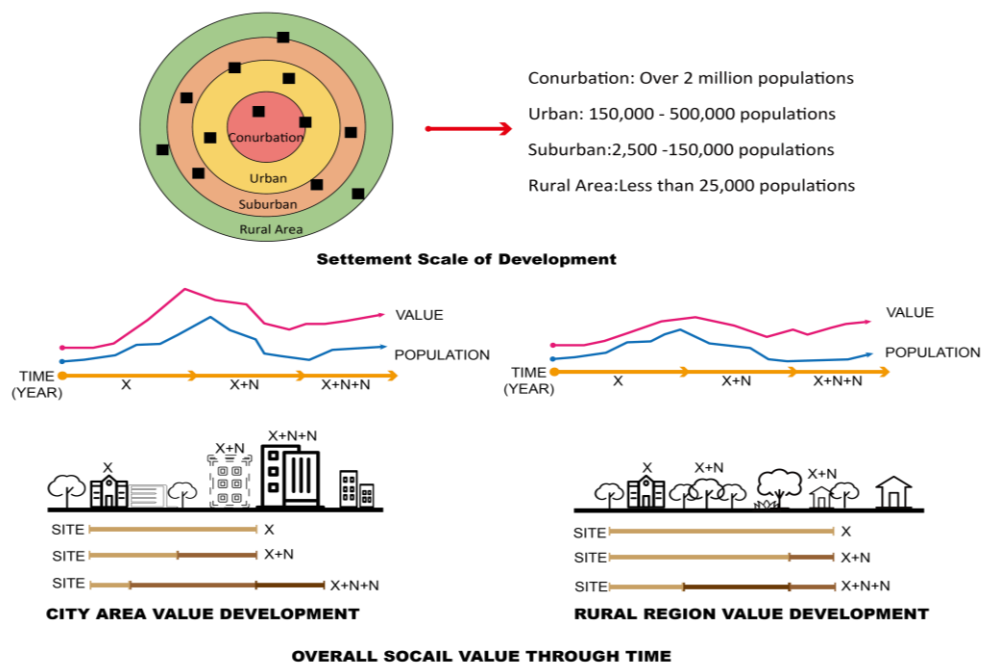 Conurbation
Urban
Suburban
Rural Area
Conurbation: Over 2 million populations
Urban: 150,000 - 500,000 populations
Suburban:2,500 -150,000 populations
Rural Area:Less than 25,000 populations
Settement Scale of Development
VALUE
POPULATION
TIME
(YEAR)
X
X+N
X+N+N
VALUE
POPULATION
TIME
(YEAR)
X
X+N
X+N+N
X
X+N
X+N+N
SITE
X
SITE
X+N
SITE
X+N+N
CITY AREA VALUE DEVELOPMENT
X
X+N
X+N
SITE
X
SITE
X+N
SITE
X+N+N
RURAL REGION VALUE DEVELOPMENT
OVERALL SOCAIL VALUE THROUGH TIME